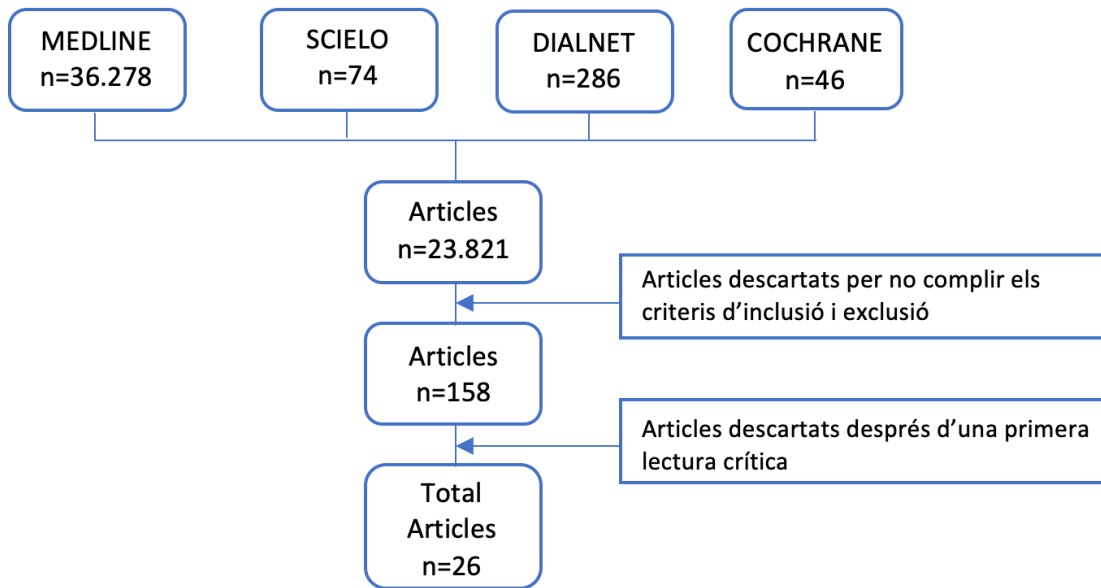 MEDLINE
n=36.278
SCIELO
n=74
DIALNET
n=286
COCHRANE
n=46
Articles
n=23.821
Articles descartats per no complir els
criteris d’inclusió i exclusió
Articles
n=158
Articles descartats després d’una primera
lectura crítica
Total
Articles
n=26